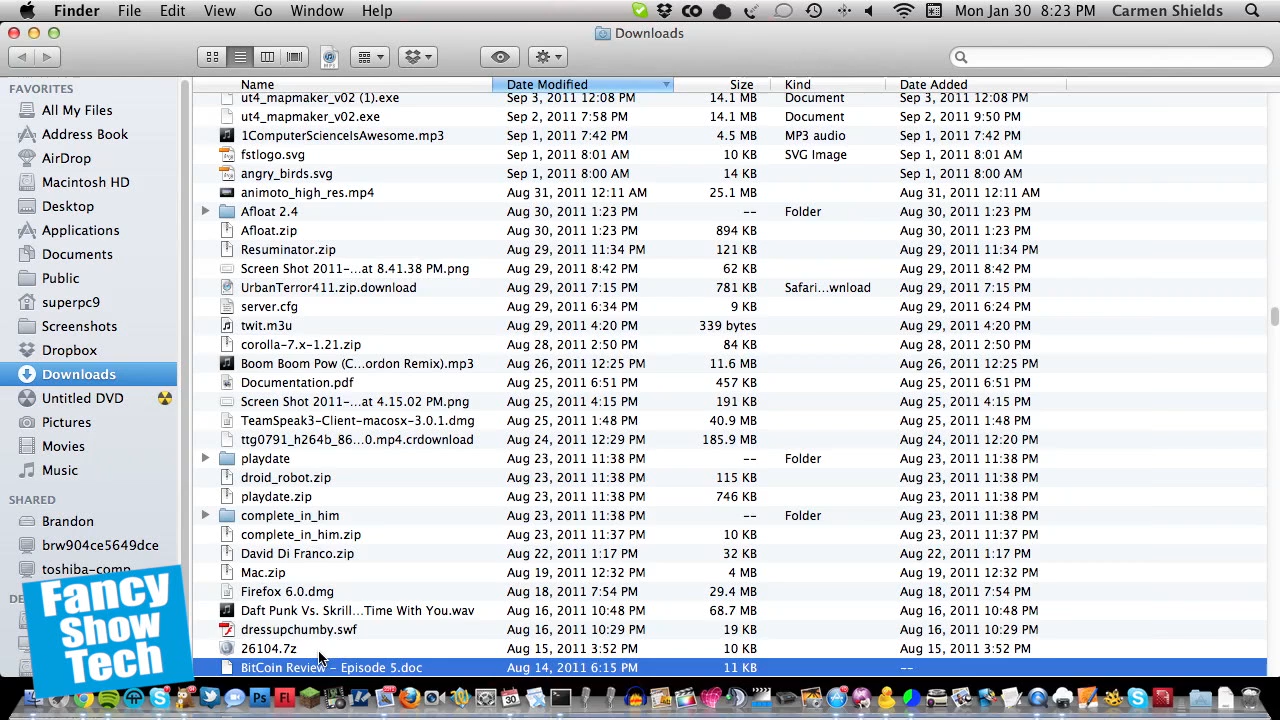 Finder File Edit View Go Window Help Mon Jan 30 8:23 PM Carmen Shields
Downloads
FAVORITES
All My Files
Address Book
AirDrop
Macintosh HD
Desktop
Applications
Documents
Public
superpc9
Screenshots
Dropbox
Downloads
Untitled DVD
Pictures
Movies
Music
SHARED
Brandon
brw904ce5649dce
toshiba-comp
Name Date Modified Size Kind Date Added
ut4_mapmaker_v02 (1).exe Sep 3, 2011 12:08 PM 14.1 MB Document Sep 3, 2011 12:08 PM
ut4_mapmaker_v02.exe Sep 2, 2011 7:58 PM 14.1 MB Document Sep 2, 2011 9:50 PM
1ComputerScienceIsAwesome.mp3 Sep 1, 2011 7:42 PM 4.5 MB MP3 audio Sep 1, 2011 7:42 PM
fstlogo.svg Sep 1, 2011 8:01 AM 10 KB SVG Image Sep 1, 2011 8:01 AM
angry_birds.svg Sep 1, 2011 8:00 AM 14 KB Sep 1, 2011 8:00 AM
animoto_high_res.mp4 Aug 31, 2011 12:11 AM 25.1 MB Aug 31, 2011 12:11 AM
Afloat 2.4 Aug 30, 2011 1:23 PM -- Folder Aug 30, 2011 1:23 PM
Afloat.zip Aug 30, 2011 1:23 PM 894 KB Aug 30, 2011 1:23 PM
Resuminator.zip Aug 29, 2011 11:34 PM 121 KB Aug 29, 2011 11:34 PM
Screen Shot 2011-...at 8.41.38 PM.png Aug 29, 2011 8:42 PM 62 KB Aug 29, 2011 8:42 PM
UrbanTerror411.zip.download Aug 29, 2011 7:15 PM 781 KB Safari...wnload Aug 29, 2011 7:15 PM
server.cfg Aug 29, 2011 6:34 PM 9 KB Aug 29, 2011 6:24 PM
twit.m3u Aug 29, 2011 4:20 PM 339 bytes Aug 29, 2011 4:20 PM
corolla-7.x-1.21.zip Aug 28, 2011 2:50 PM 84 KB Aug 28, 2011 2:50 PM
Boom Boom Pow (C...ordon Remix).mp3 Aug 26, 2011 12:25 PM 11.6 MB Aug 26, 2011 12:25 PM
Documentation.pdf Aug 25, 2011 6:51 PM 457 KB Aug 25, 2011 6:51 PM
Screen Shot 2011-...at 4.15.02 PM.png Aug 25, 2011 4:15 PM 191 KB Aug 25, 2011 4:15 PM
TeamSpeak3-Client-macosx-3.0.1.dmg Aug 25, 2011 1:48 PM 40.9 MB Aug 25, 2011 1:48 PM
ttg0791_h264b_86...0.mp4.crdownload Aug 24, 2011 12:29 PM 185.9 MB Aug 24, 2011 12:20 PM
playdate Aug 23, 2011 11:38 PM -- Folder Aug 23, 2011 11:38 PM
droid_robot.zip Aug 23, 2011 11:38 PM 115 KB Aug 23, 2011 11:38 PM
playdate.zip Aug 23, 2011 11:38 PM 746 KB Aug 23, 2011 11:38 PM
complete_in_him Aug 23, 2011 11:38 PM -- Folder Aug 23, 2011 11:38 PM
complete_in_him.zip Aug 23, 2011 11:37 PM 10 KB Aug 23, 2011 11:37 PM
David Di Franco.zip Aug 22, 2011 1:17 PM 32 KB Aug 22, 2011 1:17 PM
Mac.zip Aug 19, 2011 12:32 PM 4 MB Aug 19, 2011 12:32 PM
Firefox 6.0.dmg Aug 18, 2011 7:54 PM 29.4 MB Aug 18, 2011 7:54 PM
Daft Punk Vs. Skrill...Time With You.wav Aug 16, 2011 10:48 PM 68.7 MB Aug 16, 2011 10:48 PM
dressupchumby.swf Aug 16, 2011 10:29 PM 19 KB Aug 16, 2011 10:29 PM
26104.7z Aug 15, 2011 3:52 PM 10 KB Aug 15, 2011 3:52 PM
BitCoin Review - Episode 5.doc Aug 14, 2011 6:15 PM 11 KB --
Fancy
Show
Tech